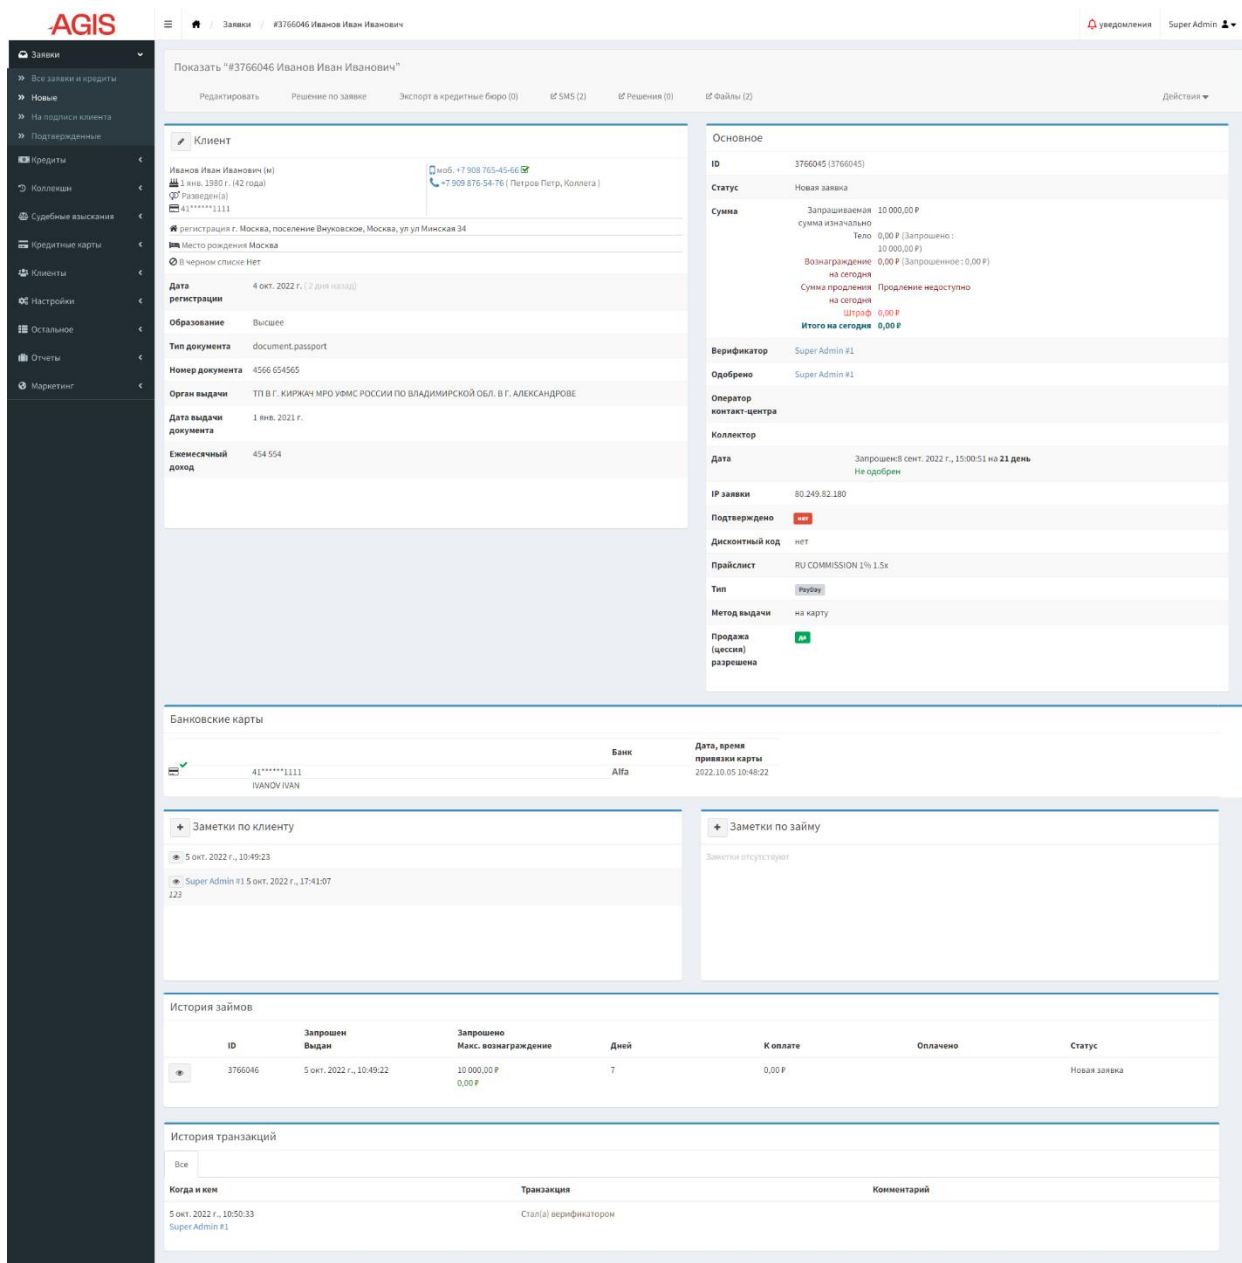 AGIS
Заявки / #3766046 Иванов Иван Иванович
уведомления
Super Admin
Заявки
Все заявки и кредиты
Новые
На подписи клиента
Подтвержденные
Кредиты
Коллекшн
Судебные взыскания
Кредитные карты
Клиенты
Настройки
Остальное
Отчеты
Маркетинг
Показать "#3766046 Иванов Иван Иванович"
Редактировать
Решение по заявке
Экспорт в кредитные бюро (0)
SMS (2)
Решения (0)
Файлы (2)
Действия
Клиент
Иванов Иван Иванович (м)
1 янв. 1980 г. (42 года)
Разведен(а)
41******1111
моб. +7 908 765-45-66
+7 909 876-54-76 ( Петров Петр, Коллега )
регистрация г. Москва, поселение Внуковское, Москва, ул ул Минская 34
Место рождения Москва
В черном списке Нет
Дата регистрации 4 окт. 2022 г. ( 2 дня назад)
Образование Высшее
Тип документа document.passport
Номер документа 4566 654565
Орган выдачи ТП В Г. КИРЖАЧ МРО УФМС РОССИИ ПО ВЛАДИМИРСКОЙ ОБЛ. В Г. АЛЕКСАНДРОВЕ
Дата выдачи документа 1 янв. 2021 г.
Ежемесячный доход 454 554
Основное
ID 3766045 (3766045)
Статус Новая заявка
Сумма
Запрашиваемая сумма изначально 10 000,00 ₽
Тело 0,00 ₽ (Запрошено : 10 000,00 ₽)
Вознаграждение на сегодня 0,00 ₽ (Запрошенное : 0,00 ₽)
Сумма продления на сегодня Продление недоступно
Штраф 0,00 ₽
Итого на сегодня 0,00 ₽
Верификатор Super Admin #1
Одобрено Super Admin #1
Оператор контакт-центра
Коллектор
Дата Запрошен:8 сент. 2022 г., 15:00:51 на 21 день
Не одобрен
IP заявки 80.249.82.180
Подтверждено нет
Дисконтный код нет
Прайслист RU COMMISSION 1% 1.5x
Тип PayDay
Метод выдачи на карту
Продажа (цессия) разрешена да
Банковские карты
Банк
Дата, время привязки карты
41******1111 Alfa 2022.10.05 10:48:22
IVANOV IVAN
Заметки по клиенту
5 окт. 2022 г., 10:49:23
Super Admin #1 5 окт. 2022 г., 17:41:07
123
Заметки по займу
Заметки отсутствуют
История займов
Запрошен Запрошено
ID Выдан Макс. вознаграждение Дней К оплате Оплачено Статус
3766046 5 окт. 2022 г., 10:49:22 10 000,00 ₽ 7 0,00 ₽ Новая заявка
0,00 ₽
История транзакций
Все
Когда и кем Транзакция Комментарий
5 окт. 2022 г., 10:50:33 Стал(а) верификатором
Super Admin #1